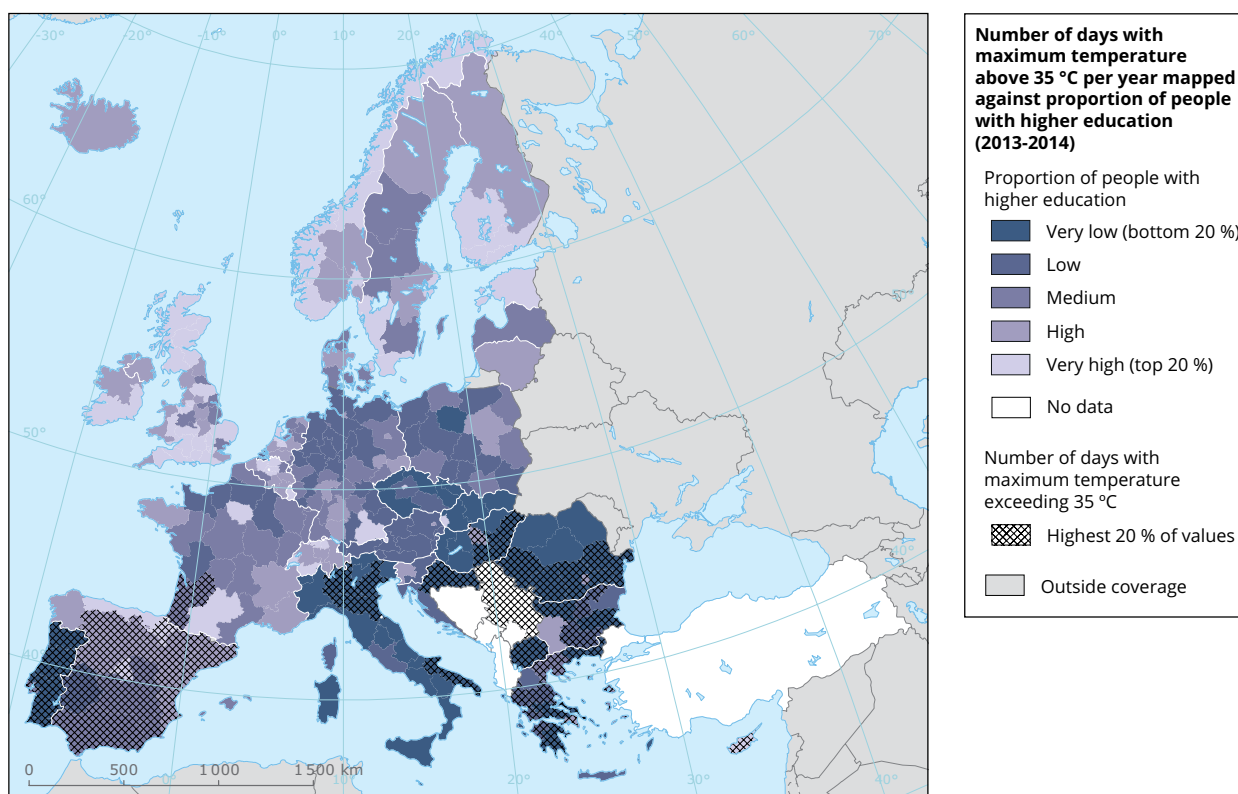 -30°
-20°
-10°
0°
10°
20°
30°
40°
50°
60°
70°
60°
50°
40°
50°
40°
0
500
1 000
1 500 km
10°
20°
30°
40°
Number of days with
maximum temperature
above 35 °C per year mapped
against proportion of people
with higher education
(2013-2014)
Proportion of people with
higher education
Very low (bottom 20 %)
Low
Medium
High
Very high (top 20 %)
No data
Number of days with
maximum temperature
exceeding 35 ºC
Highest 20 % of values
Outside coverage